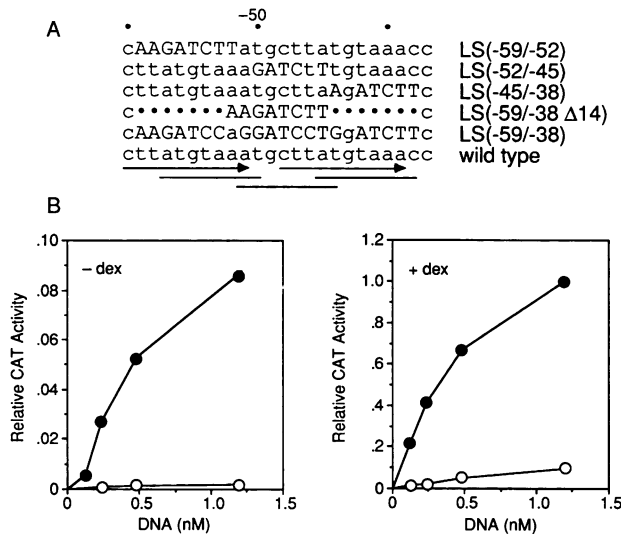 A
−50
cAAGATCTTatgcttatgtaaacc LS(-59/-52)
cttatgtaaaGATCtTtgtaaacc LS(-52/-45)
cttatgtaaatgcttaAgATCTTc LS(-45/-38)
c•••••••AAGATCTT•••••••c LS(-59/-38 Δ14)
cAAGATCCaGGATCCTGgATCTTc LS(-59/-38)
cttatgtaaatgcttatgtaaacc wild type
B
− dex
Relative CAT Activity
.10
.08
.06
.04
.02
0
0 0.5 1.0 1.5
DNA (nM)
+ dex
Relative CAT Activity
1.2
1.0
.8
.6
.4
.2
0
0 0.5 1.0 1.5
DNA (nM)